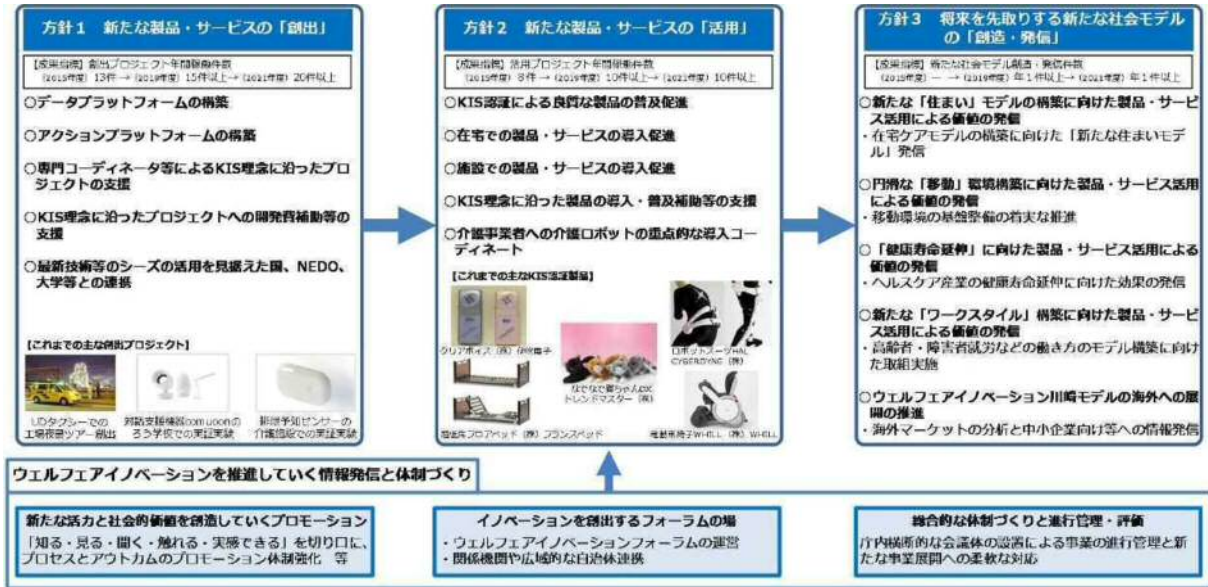 方針1　新たな製品・サービスの「創出」
【成果指標】創出プロジェクト年間稼動件数
(2015年度) 13件 → (2019年度) 15件以上→ (2021年度) 20件以上
○データプラットフォームの構築
○アクションプラットフォームの構築
○専門コーディネータ等によるKIS理念に沿ったプロ
ジェクトの支援
○KIS理念に沿ったプロジェクトへの開発費補助等の
支援
○最新技術等のシーズの活用を見据えた国、NEDO、
大学等との連携
【これまでの主な創出プロジェクト】
UDタクシーでの
工場夜景ツアー創出
対話支援機器comuoonの
ろう学校での実証実験
排泄予知センサーの
介護施設での実証実験
方針2　新たな製品・サービスの「活用」
【成果指標】活用プロジェクト年間稼動件数
(2015年度) 8件 → (2019年度) 10件以上→ (2021年度) 10件以上
○KIS認証による良質な製品の普及促進
○在宅での製品・サービスの導入促進
○施設での製品・サービスの導入促進
○KIS理念に沿った製品の導入・普及補助等の支援
○介護事業者への介護ロボットの重点的な導入コー
ディネート
【これまでの主なKIS認証製品】
クリアボイス（株）伊吹電子
ロボットスーツHAL
CYBERDYNE（株）
なでなで ちゃんDX
トレンドマスター（株）
超低床フロアベッド（株）フランスベッド
電動車椅子WHILL（株）WHILL
方針3　将来を先取りする新たな社会モデル
の「創造・発信」
【成果指標】新たな社会モデル創造・発信件数
(2015年度) ー → (2019年度) 年1件以上→ (2021年度) 年1件以上
○新たな「住まい」モデルの構築に向けた製品・サービ
ス活用による価値の発信
・在宅ケアモデルの構築に向けた「新たな住まいモデ
ル」発信
○円滑な「移動」環境構築に向けた製品・サービス活用
による価値の発信
・移動環境の基盤整備の着実な推進
○「健康寿命延伸」に向けた製品・サービス活用による
価値の発信
・ヘルスケア産業の健康寿命延伸に向けた効果の発信
○新たな「ワークスタイル」構築に向けた製品・サービ
ス活用による価値の発信
・高齢者・障害者就労などの働き方のモデル構築に向け
た取組実施
○ウェルフェアイノベーション川崎モデルの海外への展
開の推進
・海外マーケットの分析と中小企業向け等への情報発信
ウェルフェアイノベーションを推進していく情報発信と体制づくり
新たな活力と社会的価値を創造していくプロモーション
「知る・見る・聞く・触れる・実感できる」を切り口に、
プロセスとアウトカムのプロモーション体制強化　等
イノベーションを創出するフォーラムの場
・ウェルフェアイノベーションフォーラムの運営
・関係機関や広域的な自治体連携
総合的な体制づくりと進行管理・評価
庁内横断的な会議体の設置による事業の進行管理と新
たな事業展開への柔軟な対応